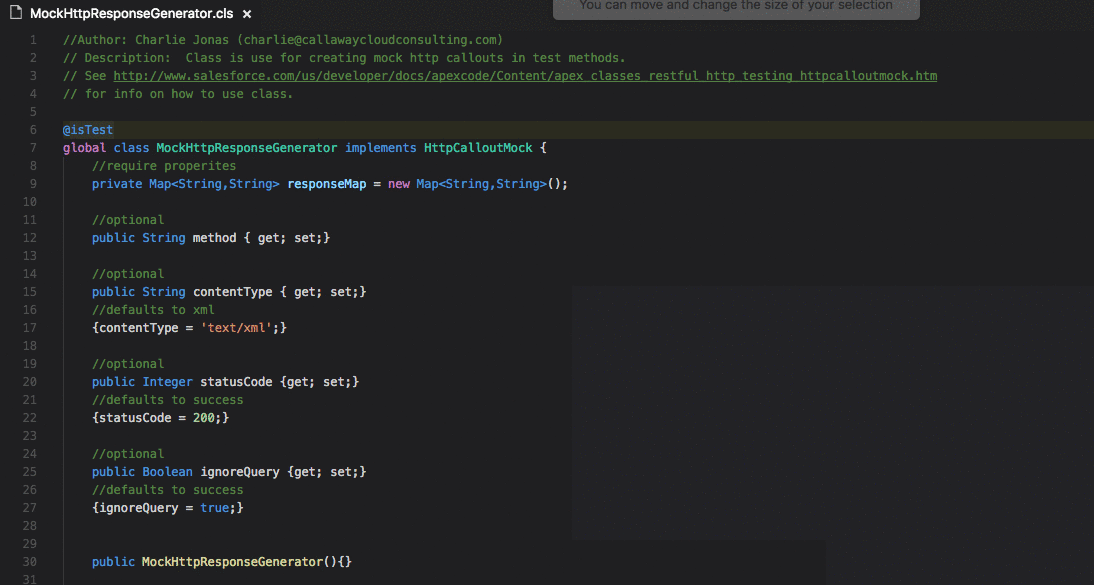 You can move and change the size of your selection
MockHttpResponseGenerator.cls ×
1 //Author: Charlie Jonas (charlie@callawaycloudconsulting.com)
2 // Description:  Class is use for creating mock http callouts in test methods.
3 // See http://www.salesforce.com/us/developer/docs/apexcode/Content/apex_classes_restful_http_testing_httpcalloutmock.htm
4 // for info on how to use class.
5
6 @isTest
7 global class MockHttpResponseGenerator implements HttpCalloutMock {
8     //require properites
9     private Map<String,String> responseMap = new Map<String,String>();
10
11     //optional
12     public String method { get; set;}
13
14     //optional
15     public String contentType { get; set;}
16     //defaults to xml
17     {contentType = 'text/xml';}
18
19     //optional
20     public Integer statusCode {get; set;}
21     //defaults to success
22     {statusCode = 200;}
23
24     //optional
25     public Boolean ignoreQuery {get; set;}
26     //defaults to success
27     {ignoreQuery = true;}
28
29
30     public MockHttpResponseGenerator(){}
31